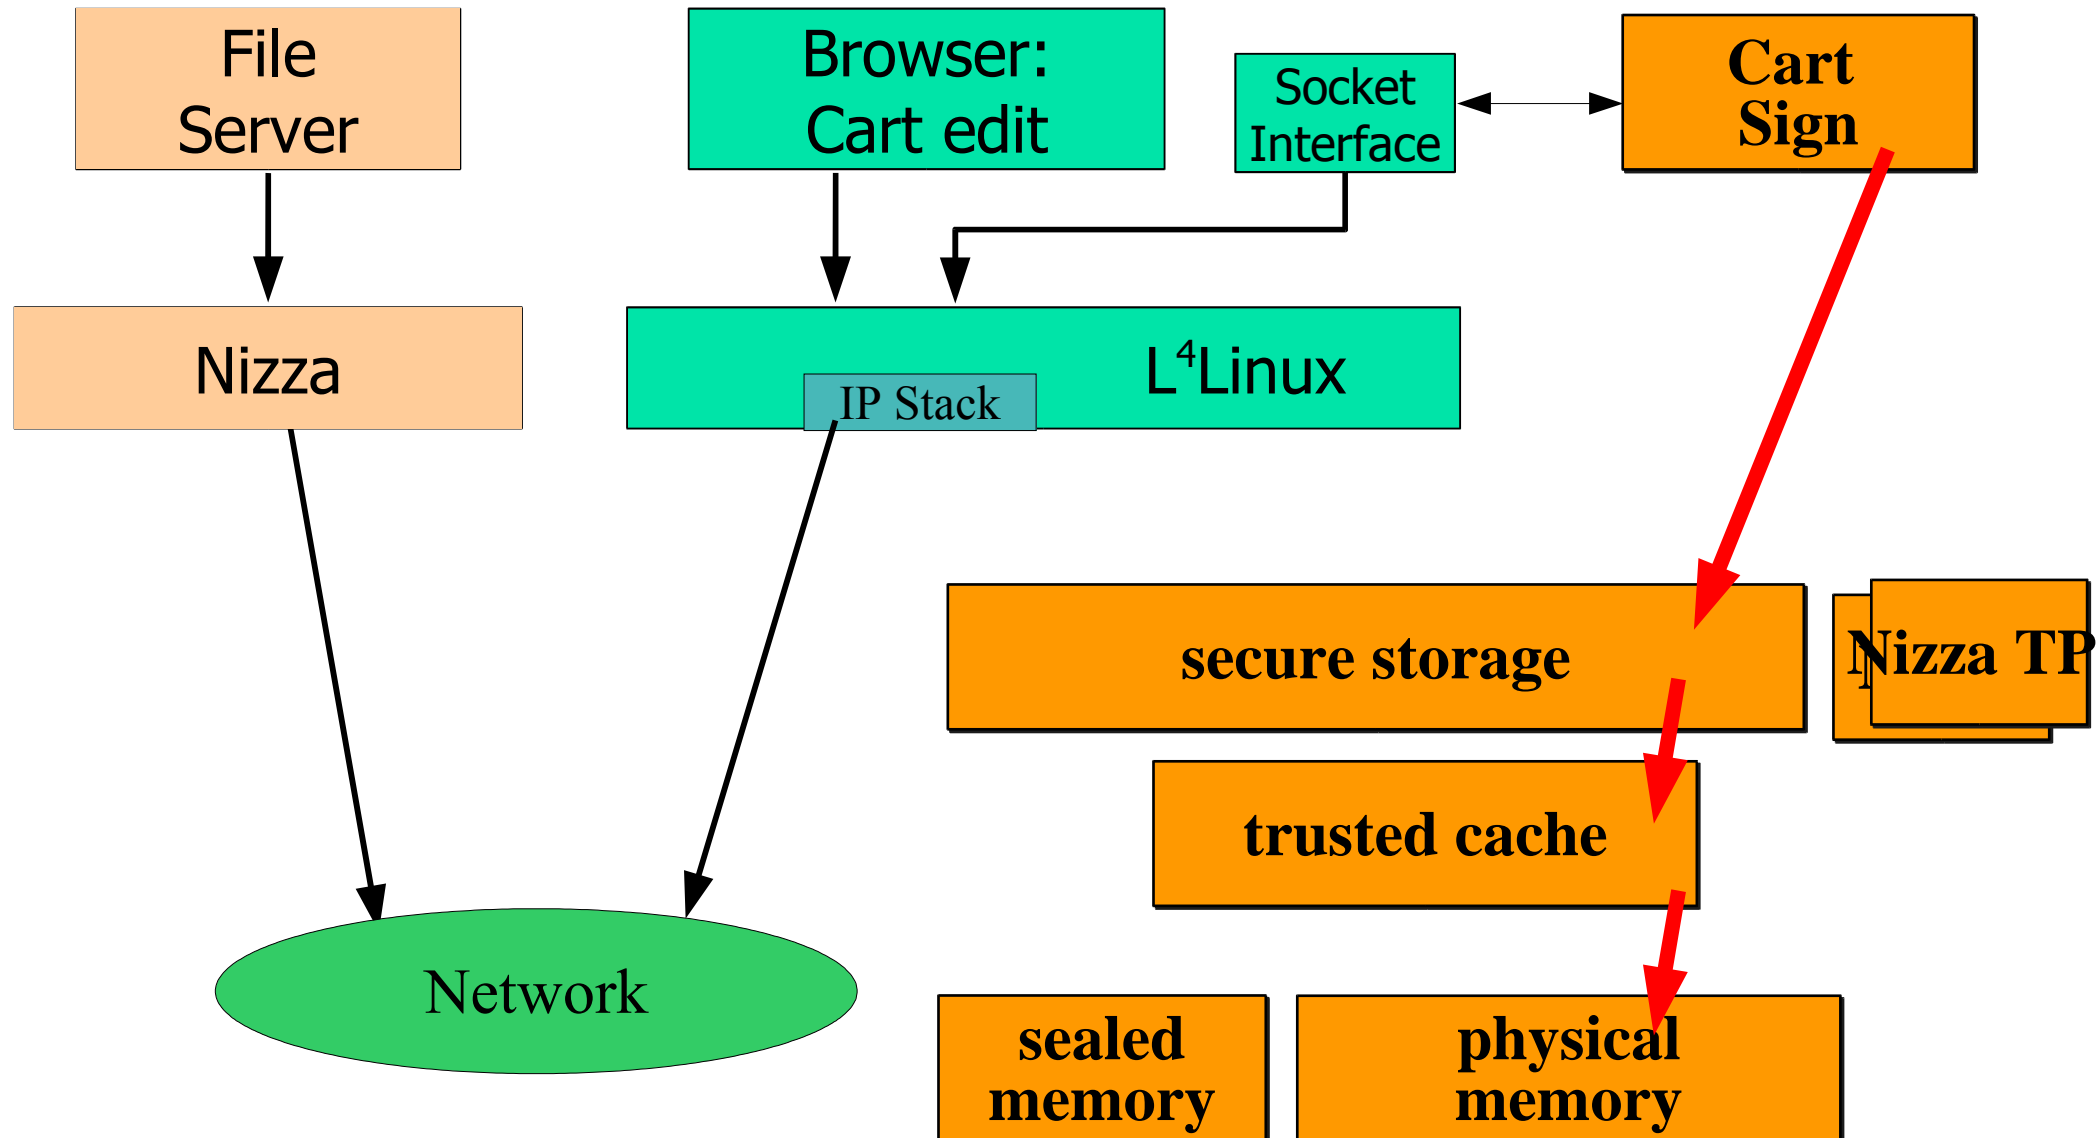 File
Server
Browser:
Cart edit
Socket
Interface
Cart
Sign
Nizza
L⁴Linux
IP Stack
secure storage
Nizza TP
trusted cache
Network
sealed
memory
physical
memory